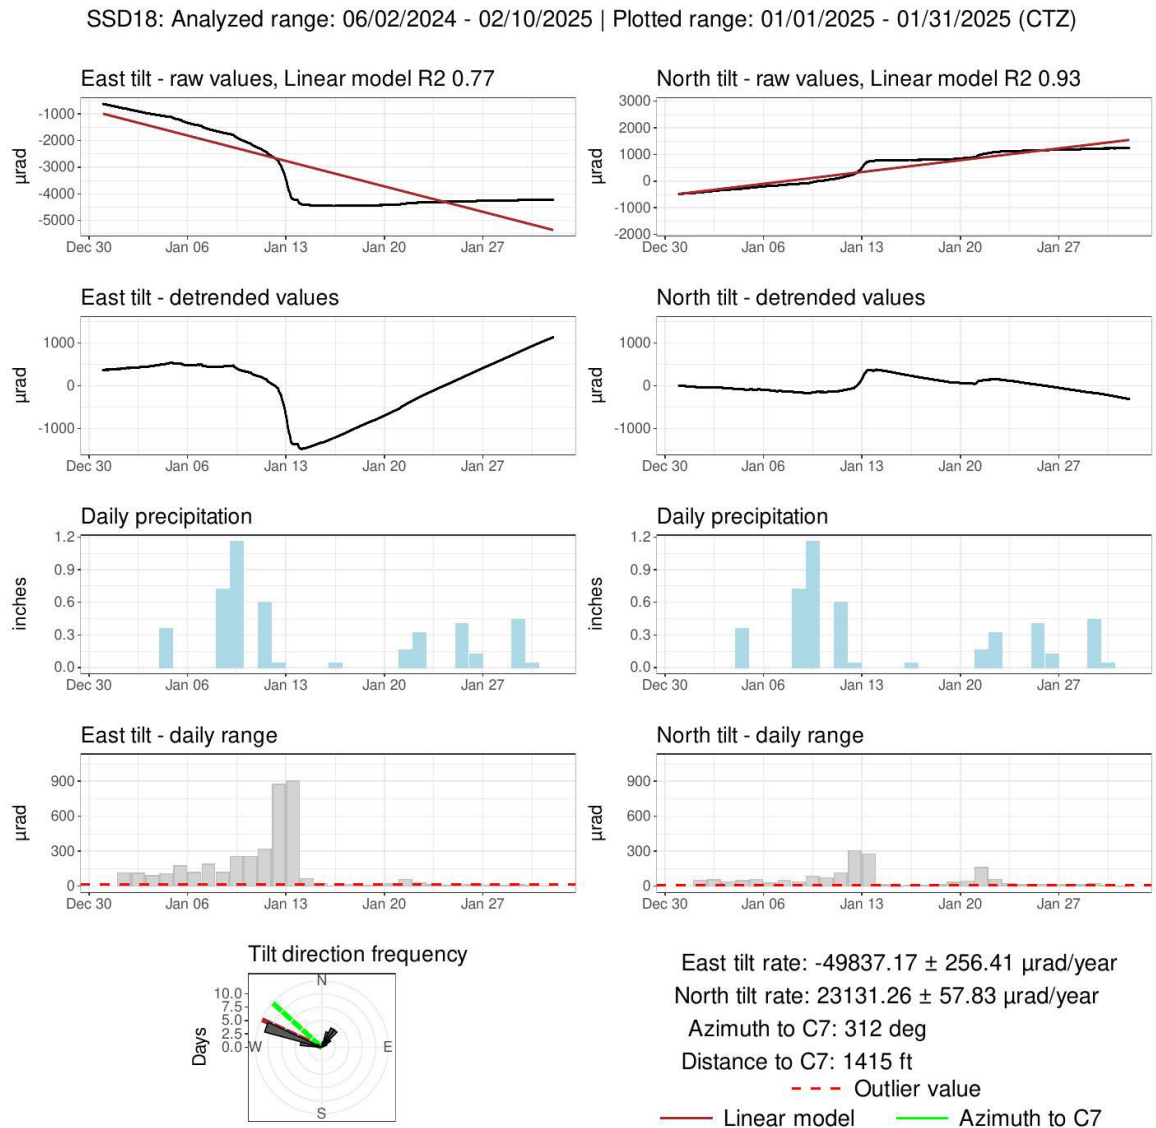 SSD18: Analyzed range: 06/02/2024 - 02/10/2025 | Plotted range: 01/01/2025 - 01/31/2025 (CTZ)
East tilt - raw values, Linear model R2 0.77
µrad
-1000
-2000
-3000
-4000
-5000
Dec 30 Jan 06 Jan 13 Jan 20 Jan 27
North tilt - raw values, Linear model R2 0.93
µrad
3000
2000
1000
0
-1000
-2000
Dec 30 Jan 06 Jan 13 Jan 20 Jan 27
East tilt - detrended values
µrad
1000
0
-1000
Dec 30 Jan 06 Jan 13 Jan 20 Jan 27
North tilt - detrended values
µrad
1000
0
-1000
Dec 30 Jan 06 Jan 13 Jan 20 Jan 27
Daily precipitation
inches
1.2
0.9
0.6
0.3
0.0
Dec 30 Jan 06 Jan 13 Jan 20 Jan 27
Daily precipitation
inches
1.2
0.9
0.6
0.3
0.0
Dec 30 Jan 06 Jan 13 Jan 20 Jan 27
East tilt - daily range
µrad
900
600
300
0
Dec 30 Jan 06 Jan 13 Jan 20 Jan 27
North tilt - daily range
µrad
900
600
300
0
Dec 30 Jan 06 Jan 13 Jan 20 Jan 27
Tilt direction frequency
Days
10.0
7.5
5.0
2.5
0.0
N
W E
S
East tilt rate: -49837.17 ± 256.41 µrad/year
North tilt rate: 23131.26 ± 57.83 µrad/year
Azimuth to C7: 312 deg
Distance to C7: 1415 ft
Outlier value
Linear model Azimuth to C7